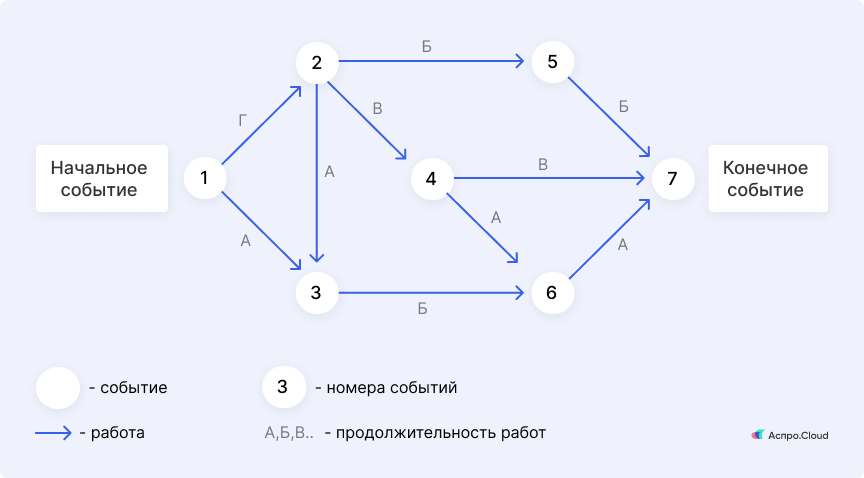 Б
2
5
Г
В
Б
Начальное
событие
1
А
4
В
7
Конечное
событие
А
А
А
3
Б
6
- событие
3
- номера событий
- работа
А,Б,В..
- продолжительность работ
Аспро.Cloud